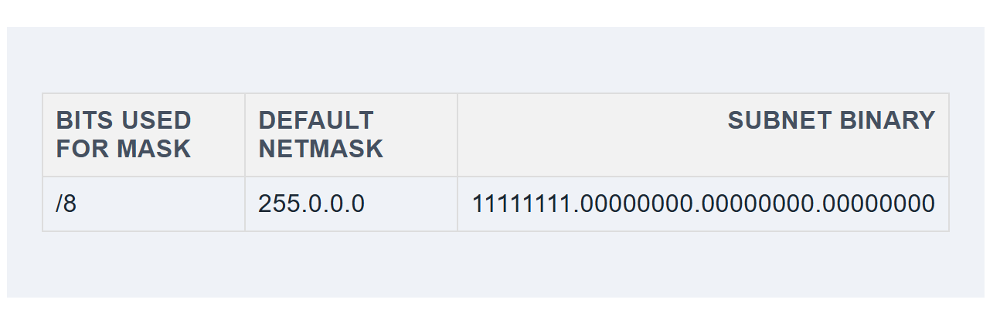 BITS USED
FOR MASK
DEFAULT
NETMASK
SUBNET BINARY
/8
255.0.0.0
11111111.00000000.00000000.00000000